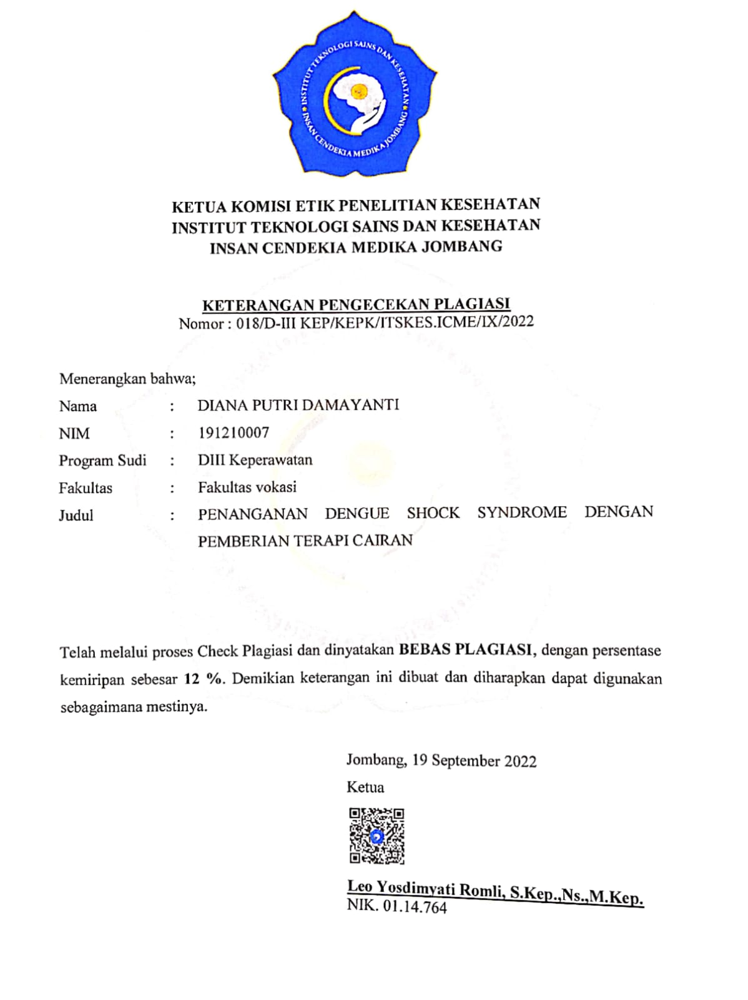 INSTITUT TEKNOLOGI SAINS DAN KESEHATAN
INSAN CENDEKIA MEDIKA JOMBANG
KETUA KOMISI ETIK PENELITIAN KESEHATAN
INSTITUT TEKNOLOGI SAINS DAN KESEHATAN
INSAN CENDEKIA MEDIKA JOMBANG
KETERANGAN PENGECEKAN PLAGIASI
Nomor : 018/D-III KEP/KEPK/ITSKES.ICME/IX/2022
Menerangkan bahwa;
Nama : DIANA PUTRI DAMAYANTI
NIM : 191210007
Program Sudi : DIII Keperawatan
Fakultas : Fakultas vokasi
Judul : PENANGANAN DENGUE SHOCK SYNDROME DENGAN
PEMBERIAN TERAPI CAIRAN
Telah melalui proses Check Plagiasi dan dinyatakan BEBAS PLAGIASI, dengan persentase
kemiripan sebesar 12 %. Demikian keterangan ini dibuat dan diharapkan dapat digunakan
sebagaimana mestinya.
Jombang, 19 September 2022
Ketua
Leo Yosdimyati Romli, S.Kep.,Ns.,M.Kep.
NIK. 01.14.764